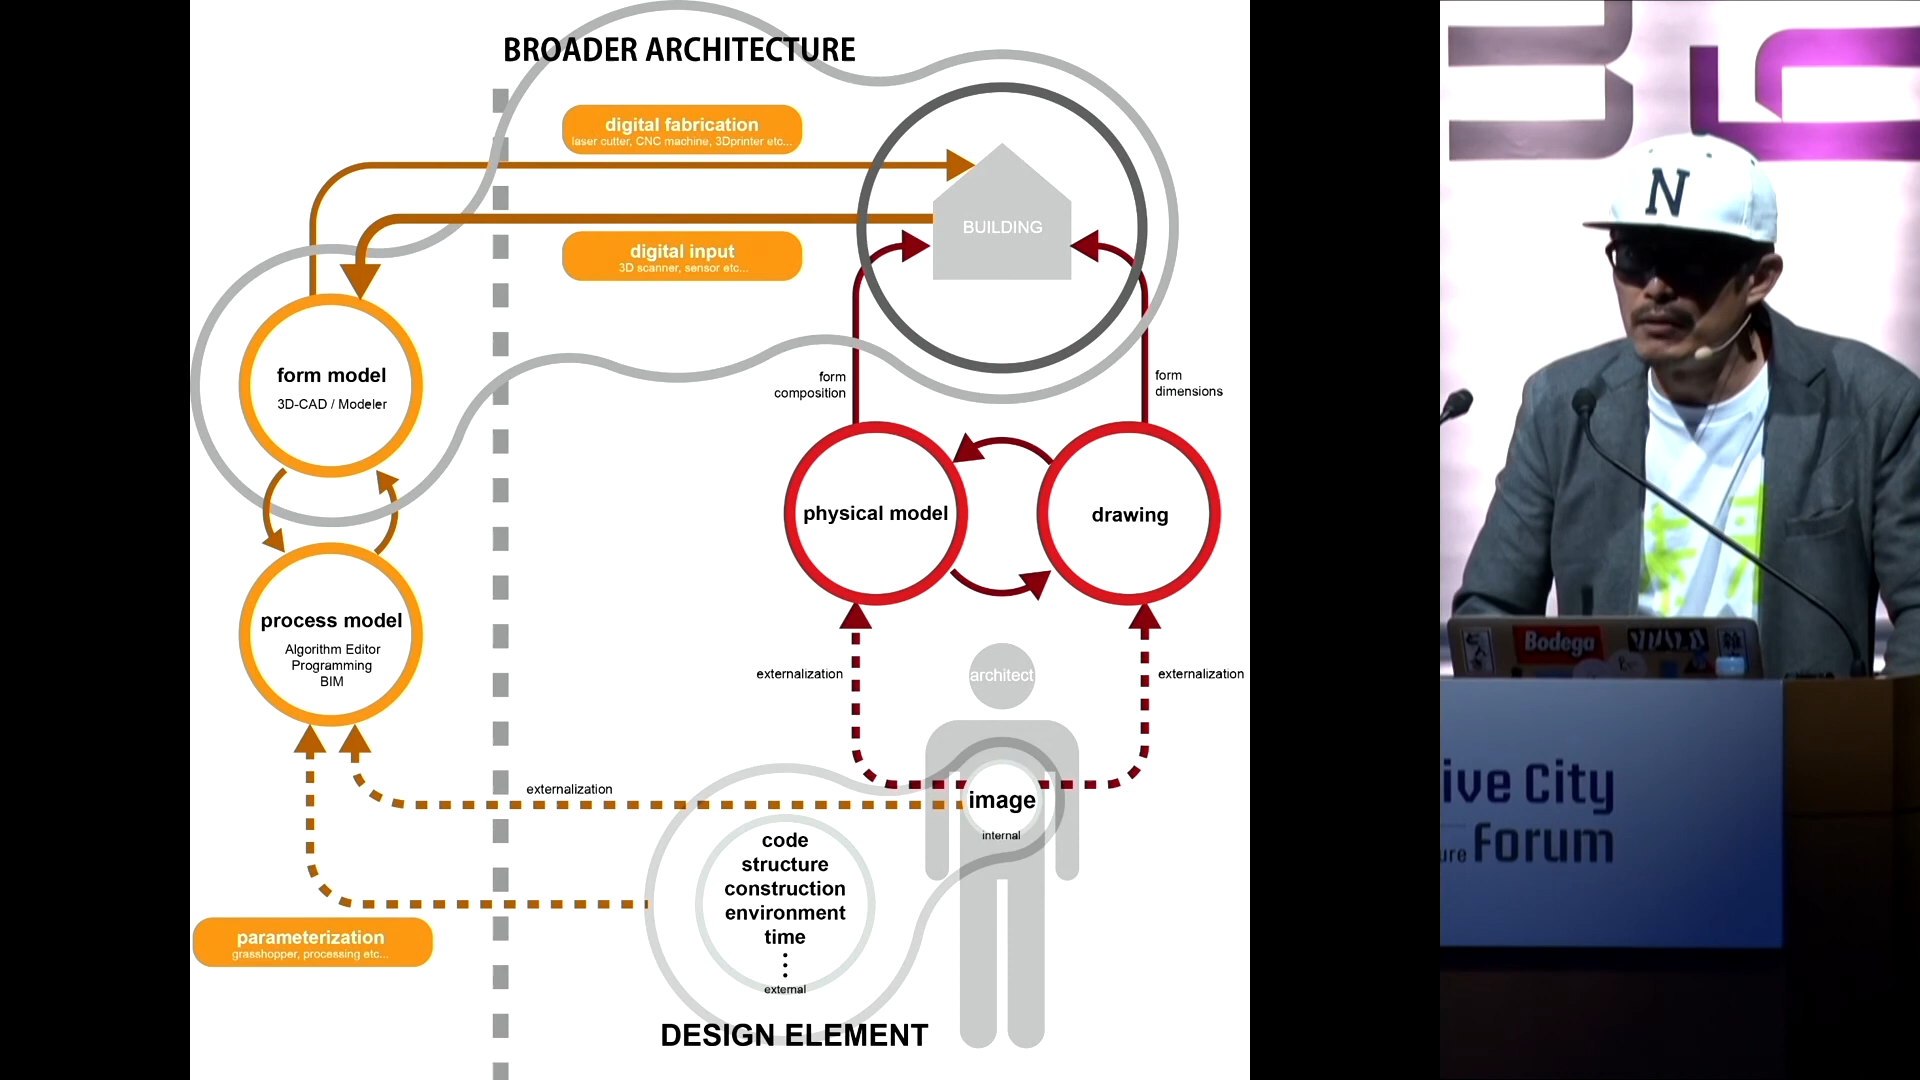 BROADER ARCHITECTURE
digital fabrication
laser cutter, CNC machine, 3Dprinter etc...
BUILDING
digital input
3D scanner, sensor etc...
form model
3D-CAD / Modeler
form
composition
form
dimensions
physical model
drawing
process model
Algorithm Editor
Programming
BIM
externalization
architect
externalization
externalization
image
internal
code
structure
construction
environment
time
external
parameterization
grasshopper, processing etc...
DESIGN ELEMENT
N
Bodega
ive City
ure Forum